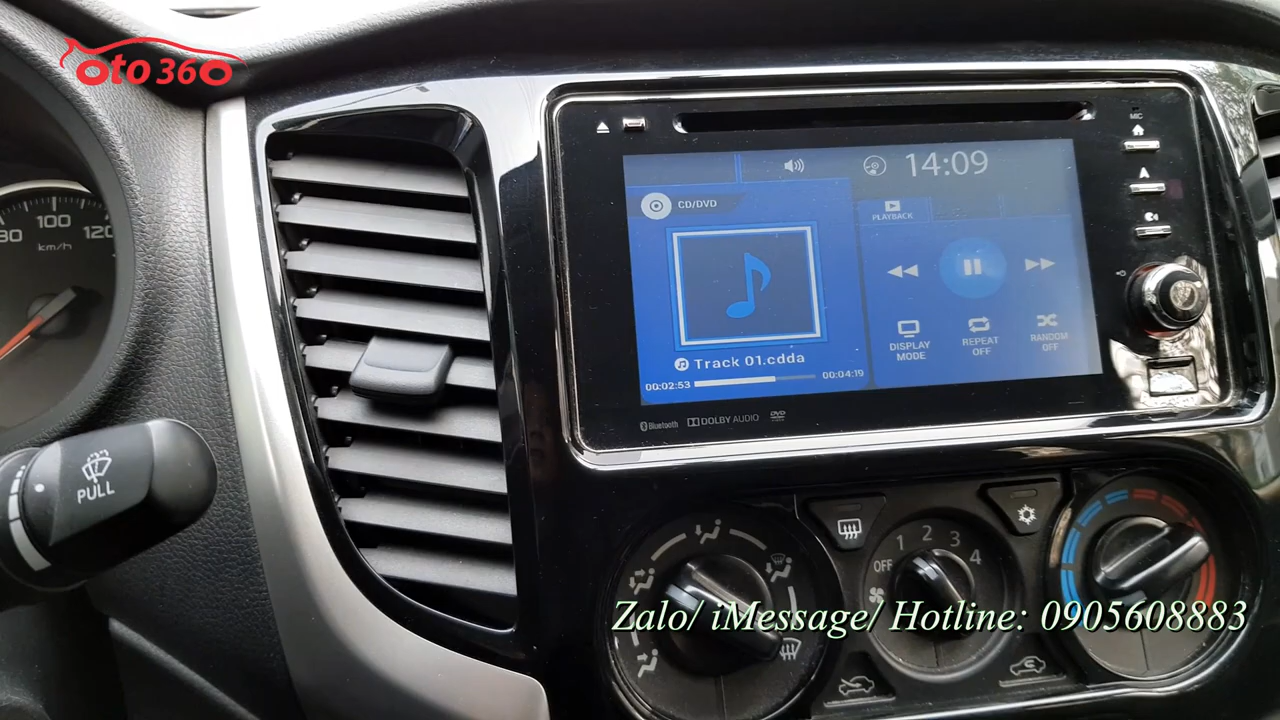 oto360
80 100 120
km/h
PULL
MIC
14:09
CD/DVD
PLAYBACK
Track 01.cdda
00:02:53
00:04:19
DISPLAY
MODE
REPEAT
OFF
RANDOM
OFF
Bluetooth
DOLBY AUDIO
DVD
OFF 1 2 3 4
Zalo/ iMessage/ Hotline: 0905608883